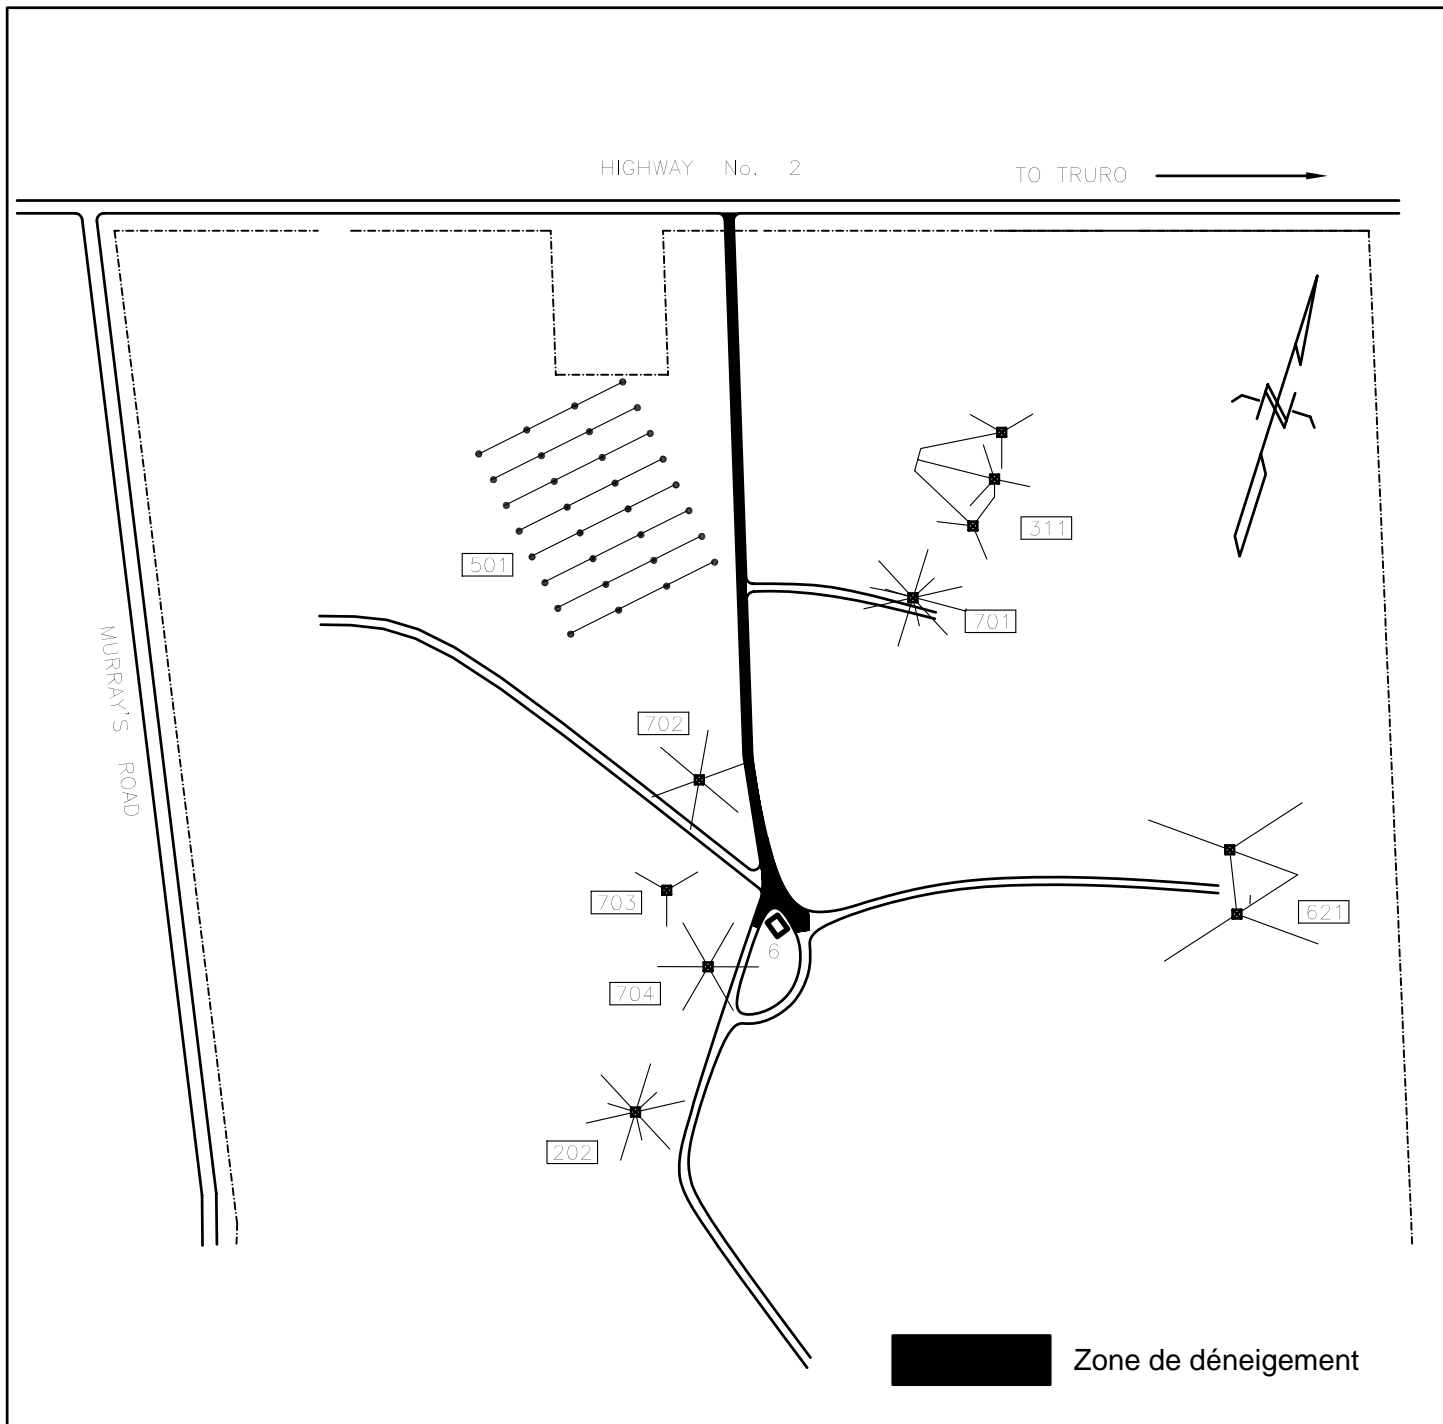 HIGHWAY No. 2
TO TRURO
311
501
701
MURRAY'S ROAD
702
703
621
6
704
202
Zone de déneigement